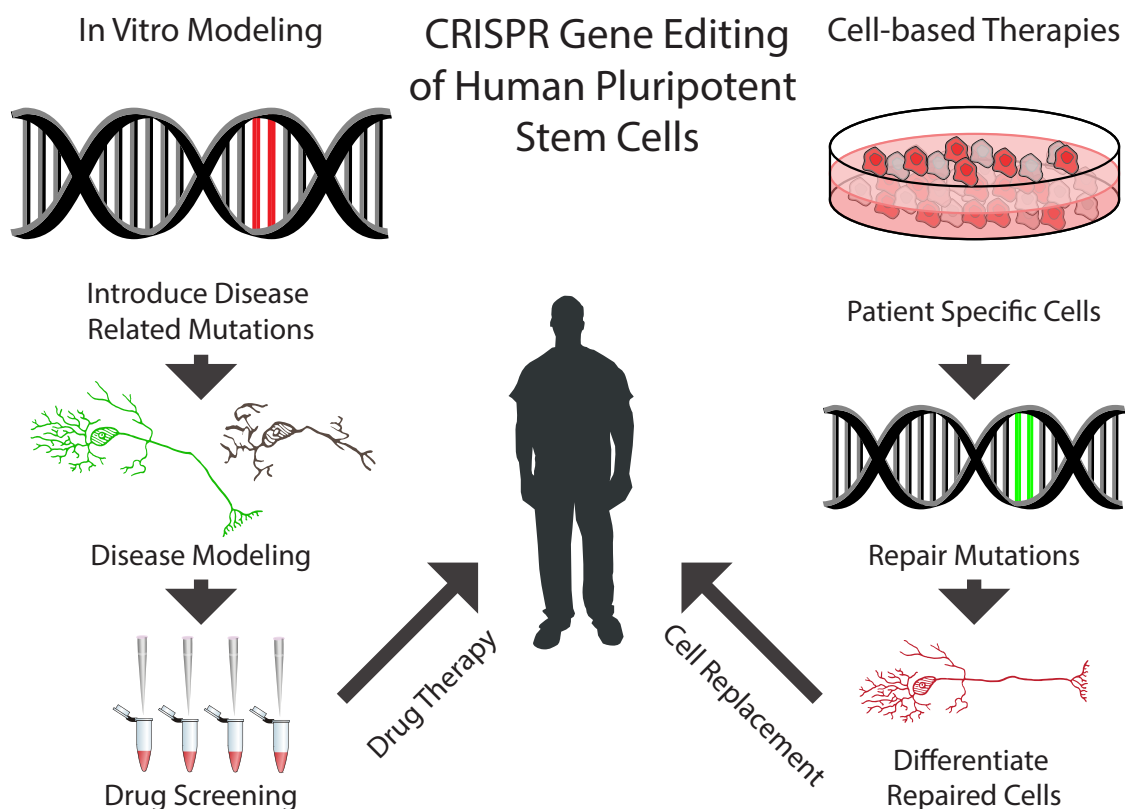 In Vitro Modeling
CRISPR Gene Editing
of Human Pluripotent
Stem Cells
Cell-based Therapies
Introduce Disease
Related Mutations
Disease Modeling
Drug Screening
Drug Therapy
Patient Specific Cells
Repair Mutations
Differentiate
Repaired Cells
Cell Replacement